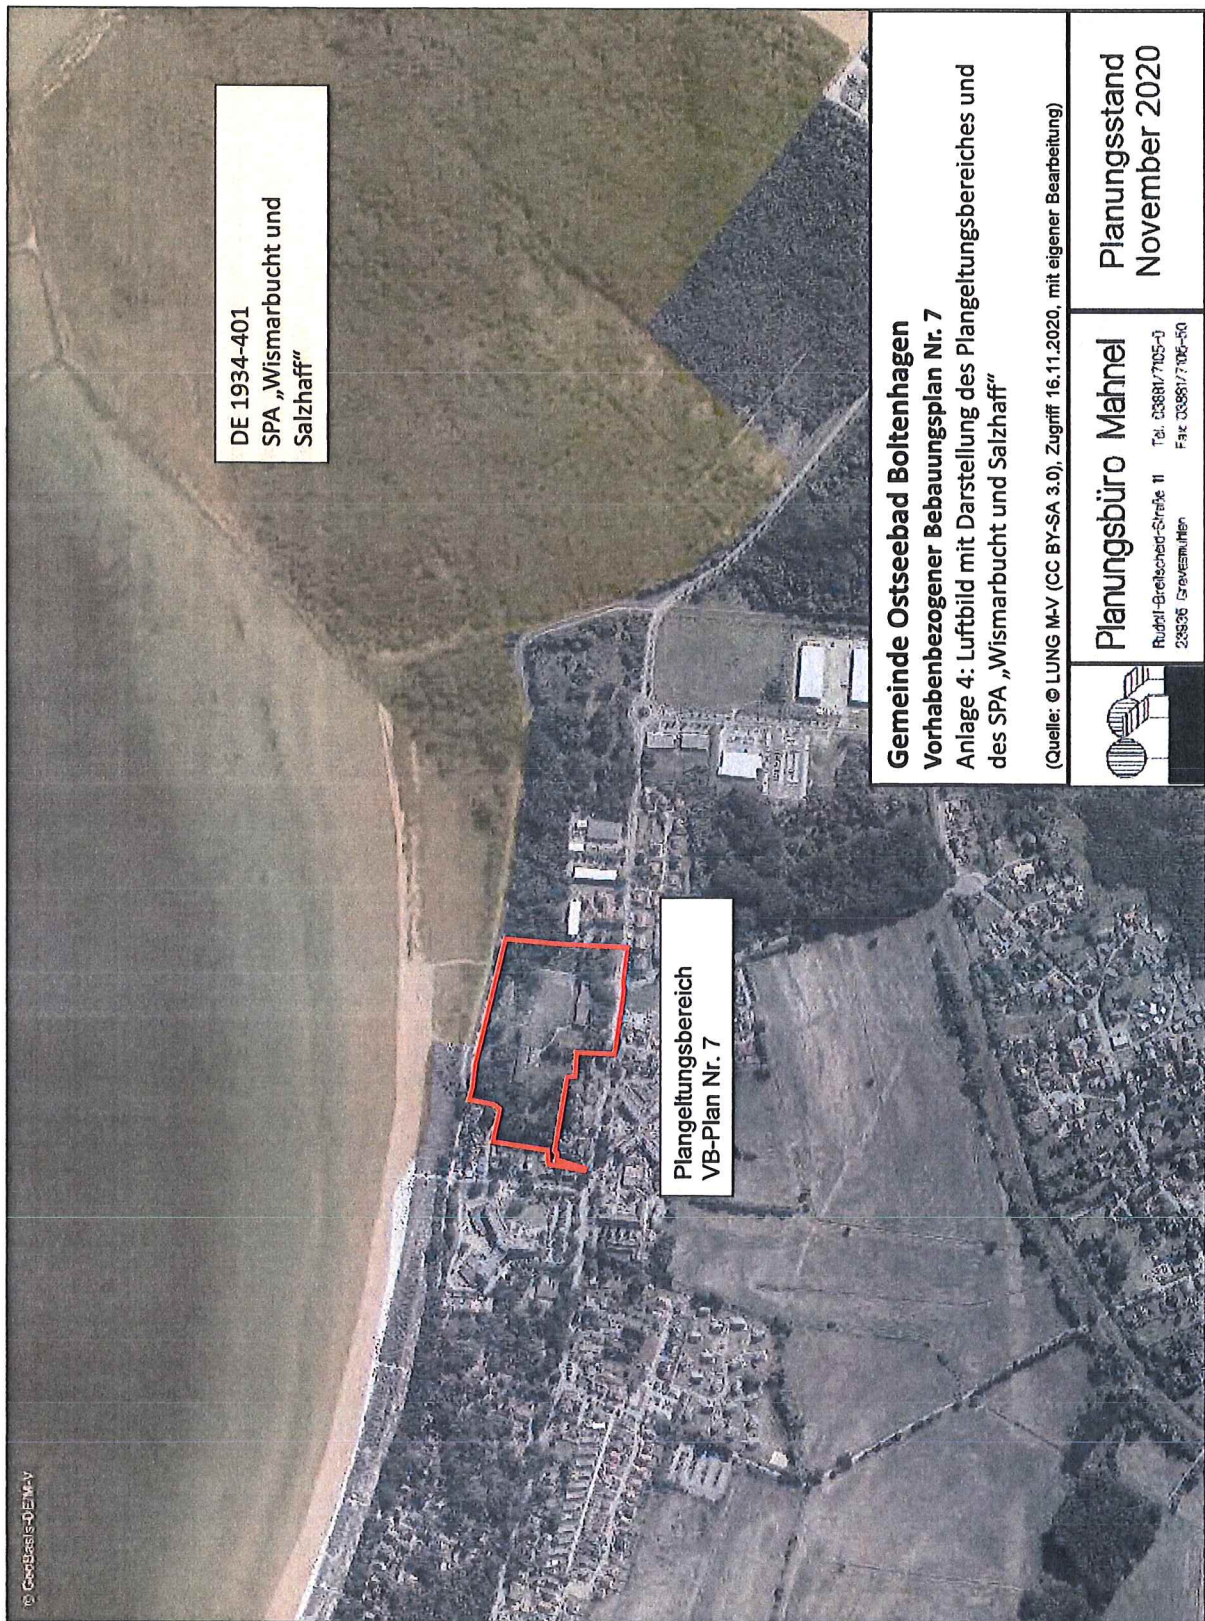 © GeoBasis-DE/M-V
DE 1934-401
SPA „Wismarbucht und
Salzhaff“
Plangeltungsbereich
VB-Plan Nr. 7
Gemeinde Ostseebad Boltenhagen
Vorhabenbezogener Bebauungsplan Nr. 7
Anlage 4: Luftbild mit Darstellung des Plangeltungsbereiches und
des SPA „Wismarbucht und Salzhaff“
(Quelle: © LUNG M-V (CC BY-SA 3.0), Zugriff 16.11.2020, mit eigener Bearbeitung)
Planungsbüro Mahnel
Rudolf-Breitscheid-Straße 11 Tel. 03881/7105-0
23936 Grevesmühlen Fax 03881/7105-50
Planungsstand
November 2020